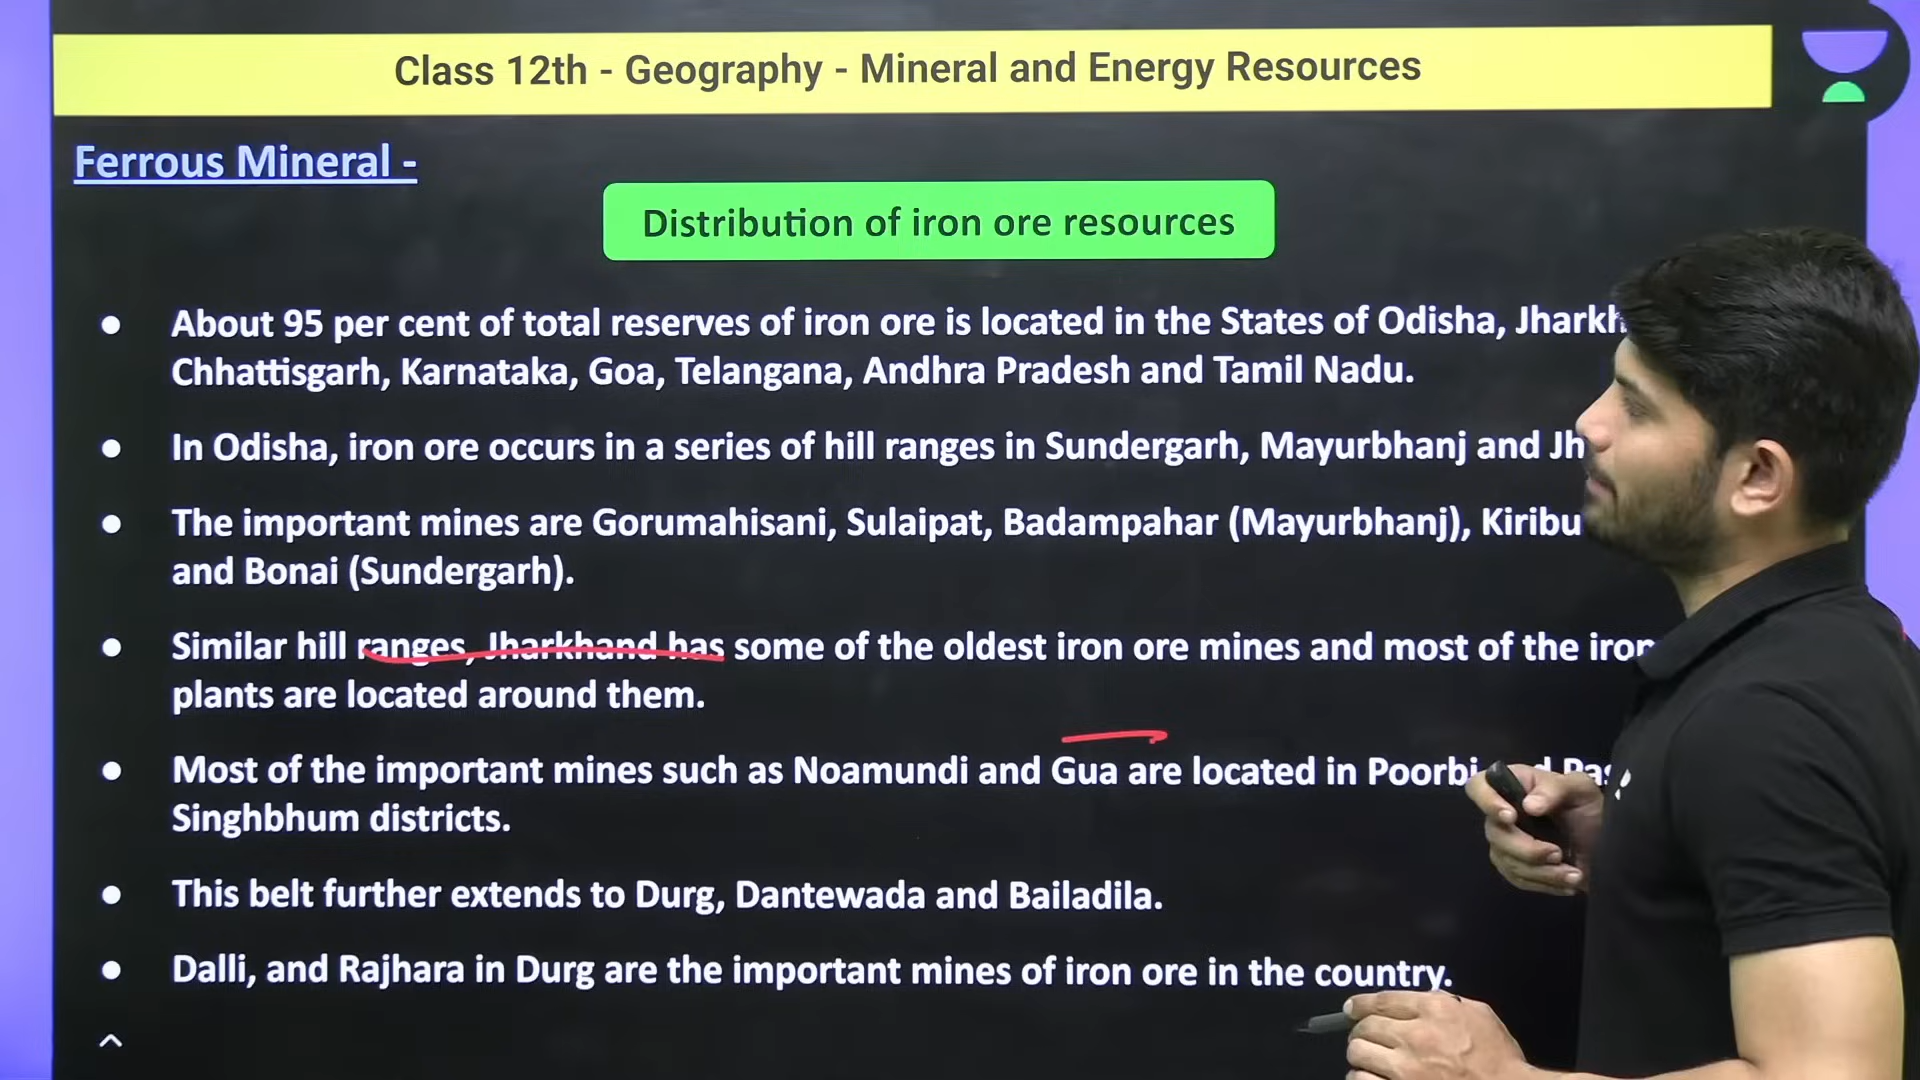 Class 12th - Geography - Mineral and Energy Resources
Ferrous Mineral -
Distribution of iron ore resources
● About 95 per cent of total reserves of iron ore is located in the States of Odisha,
Chhattisgarh, Karnataka, Goa, Telangana, Andhra Pradesh and Tamil Nadu.
● In Odisha, iron ore occurs in a series of hill ranges in Sundergarh, Mayurbhanj and
● The important mines are Gorumahisani, Sulaipat, Badampahar (Mayurbhanj),
and Bonai (Sundergarh).
● Similar hill ranges, Jharkhand has some of the oldest iron ore mines and most of the iron
plants are located around them.
● Most of the important mines such as Noamundi and Gua are located in Poorbi
Singhbhum districts.
● This belt further extends to Durg, Dantewada and Bailadila.
● Dalli, and Rajhara in Durg are the important mines of iron ore in the country.